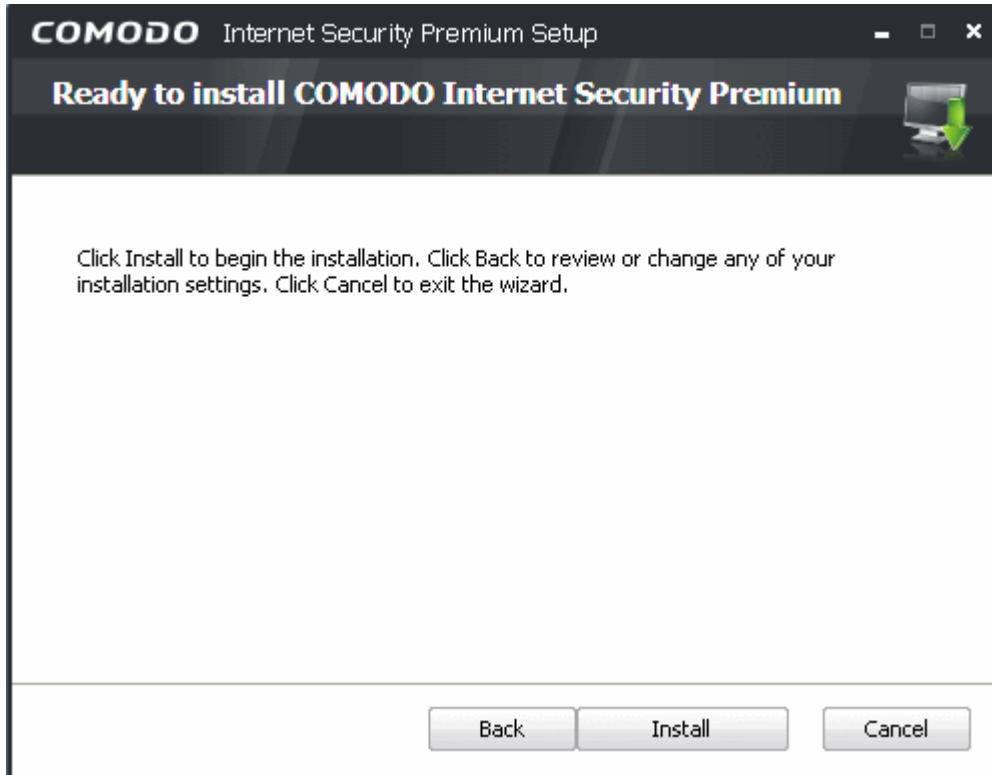 COMODO Internet Security Premium Setup
Ready to install COMODO Internet Security Premium
Click Install to begin the installation. Click Back to review or change any of your
installation settings. Click Cancel to exit the wizard.
Back Install Cancel